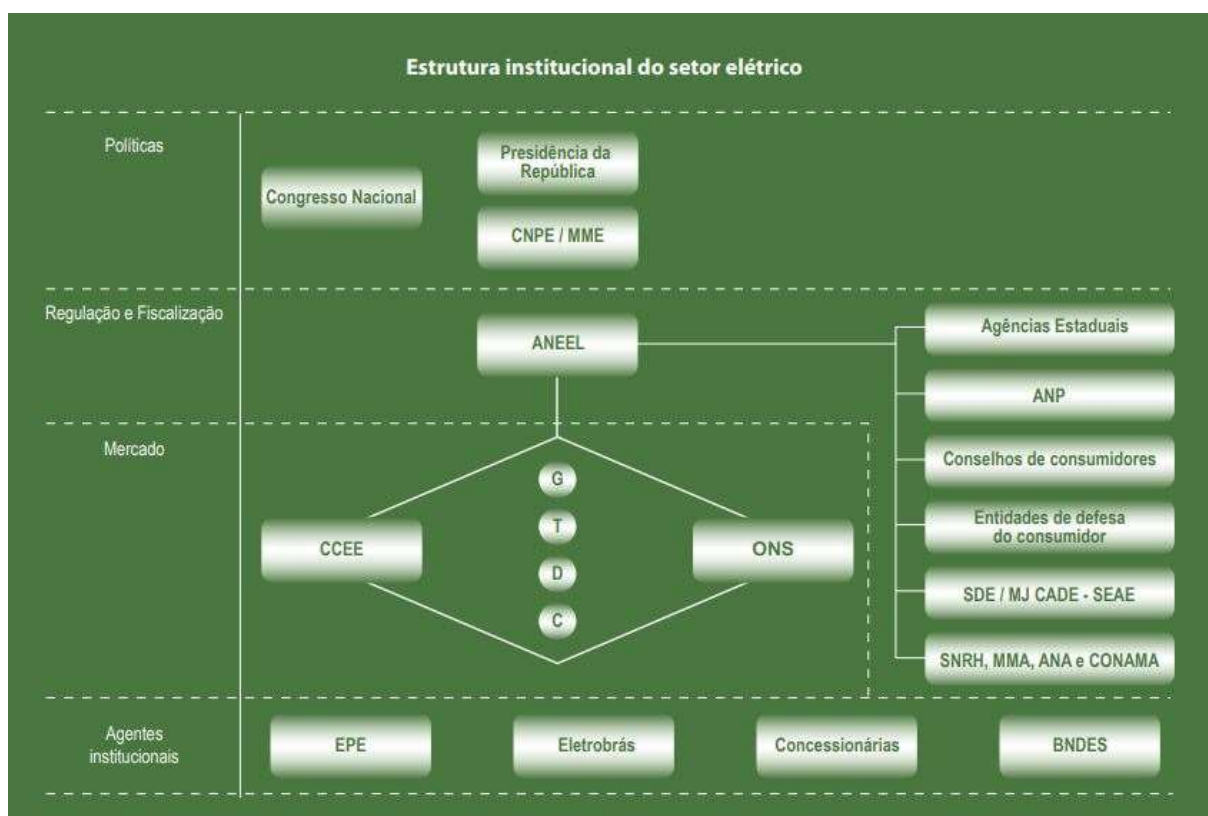 Estrutura institucional do setor elétrico
Políticas
Congresso Nacional
Presidência da
República
CNPE / MME
Regulação e Fiscalização
ANEEL
Agências Estaduais
ANP
Conselhos de consumidores
Entidades de defesa
do consumidor
SDE / MJ CADE - SEAE
SNRH, MMA, ANA e CONAMA
Mercado
CCEE
G
T
D
C
ONS
Agentes
institucionais
EPE
Eletrobrás
Concessionárias
BNDES